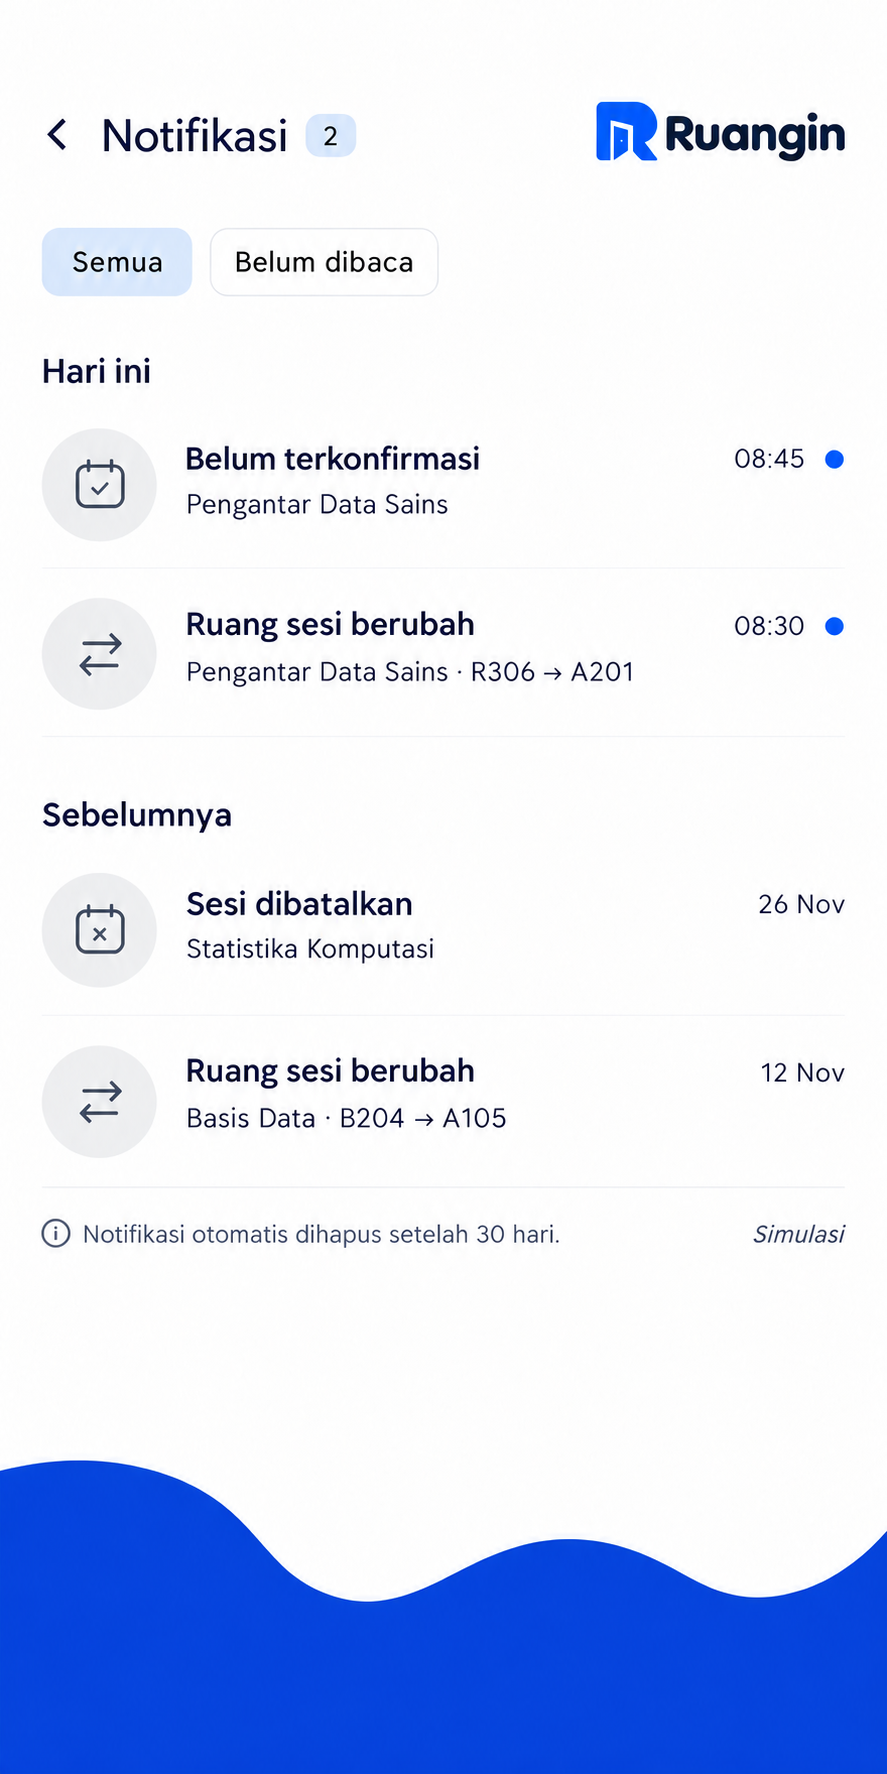 Notifikasi 2
Ruangin
Semua
Belum dibaca
Hari ini
Belum terkonfirmasi
08:45
Pengantar Data Sains
Ruang sesi berubah
08:30
Pengantar Data Sains · R306 → A201
Sebelumnya
Sesi dibatalkan
26 Nov
Statistika Komputasi
Ruang sesi berubah
12 Nov
Basis Data · B204 → A105
Notifikasi otomatis dihapus setelah 30 hari.
Simulasi